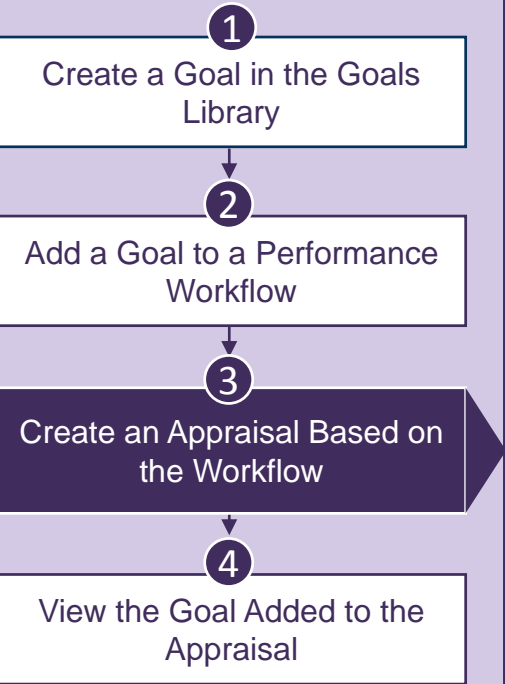 1
Create a Goal in the Goals
Library
2
Add a Goal to a Performance
Workflow
3
Create an Appraisal Based on
the Workflow
4
View the Goal Added to the
Appraisal